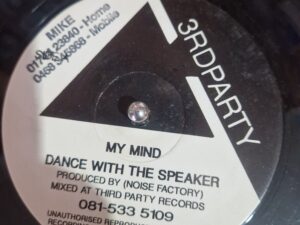 MIKE
23840 - Home
- Mobile
3RDPARTY
MY MIND
DANCE WITH THE SPEAKER
PRODUCED BY (NOISE FACTORY)
MIXED AT THIRD PARTY RECORDS
081-533 5109
UNAUTHORISED